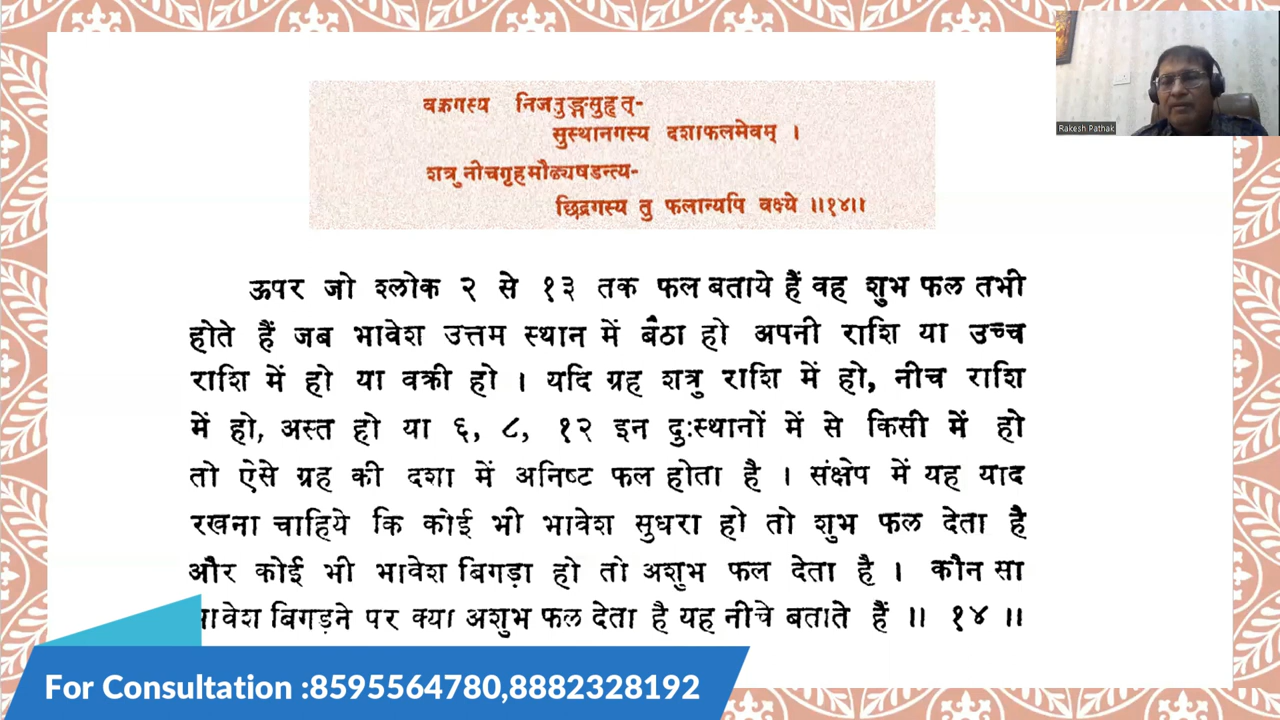 वक्रगस्य निजतुङ्गसुहृत्-
सुस्थानगस्य दशाफलमेवम् ।
शत्रुनीचगृहमौढ्यषडन्त्य-
छिद्रगस्य तु फलान्यपि वक्ष्ये ॥१४॥
Rakesh Pathak
ऊपर जो श्लोक २ से १३ तक फल बताये हैं वह शुभ फल तभी
होते हैं जब भावेश उत्तम स्थान में बैठा हो अपनी राशि या उच्च
राशि में हो या वक्री हो । यदि ग्रह शत्रु राशि में हो, नीच राशि
में हो, अस्त हो या ६, ८, १२ इन दुःस्थानों में से किसी में हो
तो ऐसे ग्रह की दशा में अनिष्ट फल होता है । संक्षेप में यह याद
रखना चाहिये कि कोई भी भावेश सुधरा हो तो शुभ फल देता है
और कोई भी भावेश बिगड़ा हो तो अशुभ फल देता है । कौन सा
भावेश बिगड़ने पर क्या अशुभ फल देता है यह नीचे बताते हैं ॥ १४ ॥
For Consultation :8595564780,8882328192